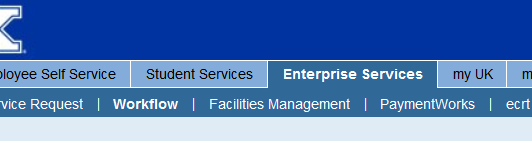 ployee Self Service Student Services Enterprise Services my UK m
rvice Request | Workflow | Facilities Management | PaymentWorks | ecrt